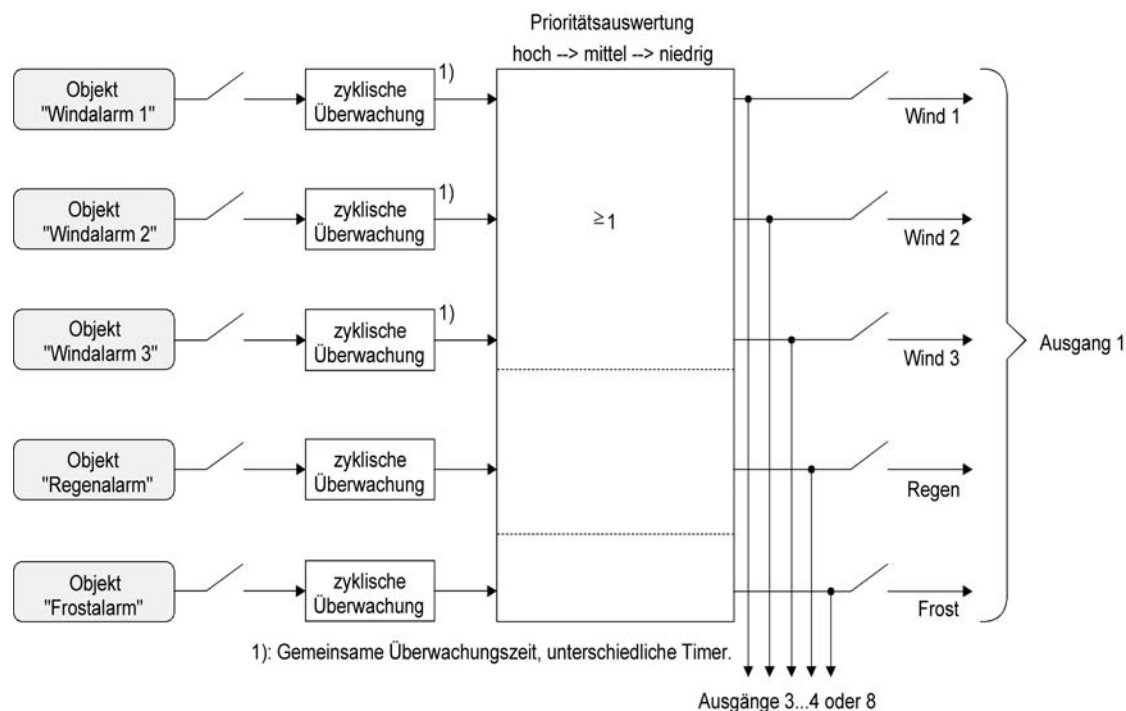 Prioritätsauswertung
hoch --> mittel --> niedrig
Objekt
"Windalarm 1"
zyklische
Überwachung
1)
Wind 1
Objekt
"Windalarm 2"
zyklische
Überwachung
1)
≥1
Wind 2
Objekt
"Windalarm 3"
zyklische
Überwachung
1)
Wind 3
Ausgang 1
Objekt
"Regenalarm"
zyklische
Überwachung
Regen
Objekt
"Frostalarm"
zyklische
Überwachung
Frost
1): Gemeinsame Überwachungszeit, unterschiedliche Timer.
Ausgänge 3...4 oder 8